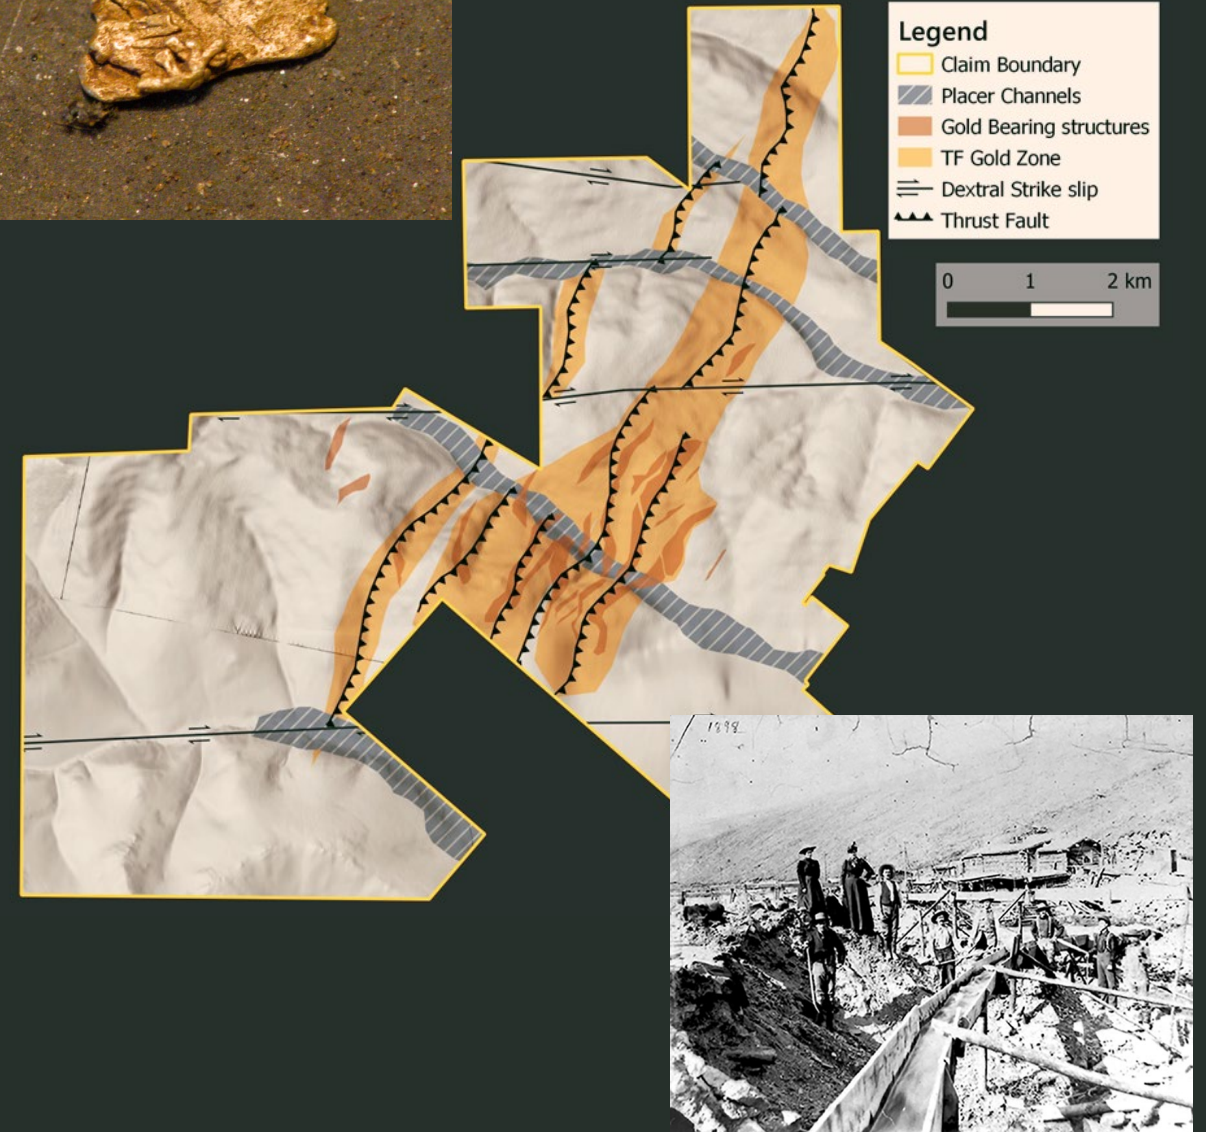 Legend
Claim Boundary
Placer Channels
Gold Bearing structures
TF Gold Zone
Dextral Strike slip
Thrust Fault
0 1 2 km
1898